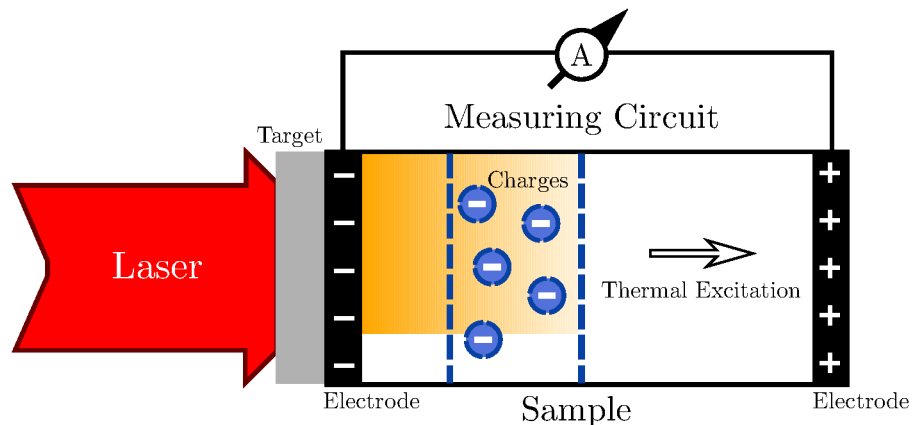 A
Measuring Circuit
Target
Charges
Laser
Thermal Excitation
Electrode
Sample
Electrode